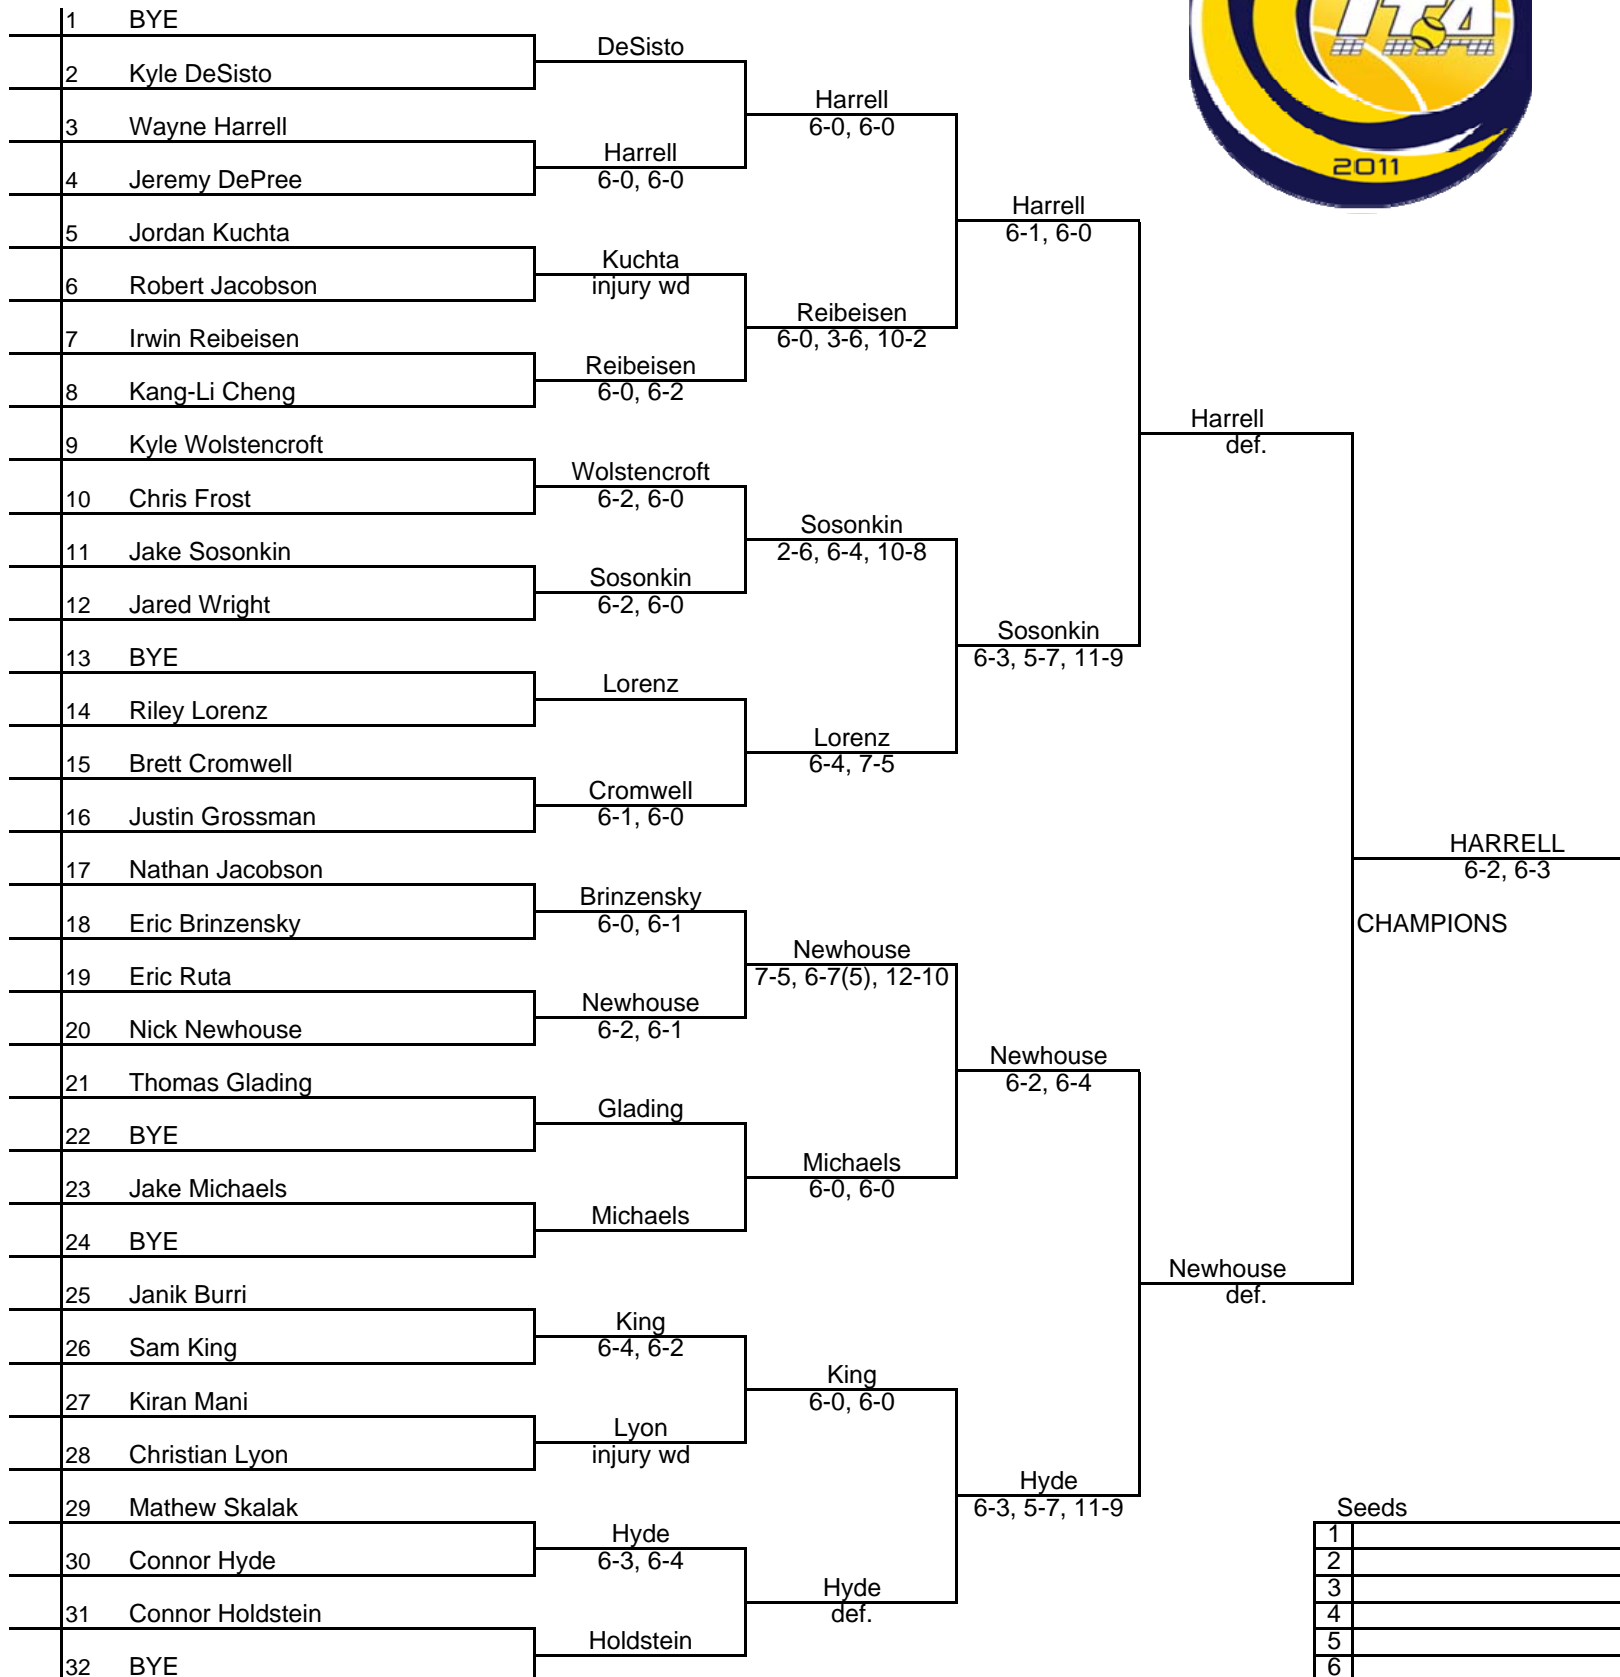 ITA
2011
1 BYE
2 Kyle DeSisto
3 Wayne Harrell
4 Jeremy DePree
5 Jordan Kuchta
6 Robert Jacobson
7 Irwin Reibeisen
8 Kang-Li Cheng
9 Kyle Wolstencroft
10 Chris Frost
11 Jake Sosonkin
12 Jared Wright
13 BYE
14 Riley Lorenz
15 Brett Cromwell
16 Justin Grossman
17 Nathan Jacobson
18 Eric Brinzensky
19 Eric Ruta
20 Nick Newhouse
21 Thomas Glading
22 BYE
23 Jake Michaels
24 BYE
25 Janik Burri
26 Sam King
27 Kiran Mani
28 Christian Lyon
29 Mathew Skalak
30 Connor Hyde
31 Connor Holdstein
32 BYE
DeSisto
Harrell
6-0, 6-0
Kuchta
injury wd
Reibeisen
6-0, 6-2
Wolstencroft
6-2, 6-0
Sosonkin
6-2, 6-0
Lorenz
Cromwell
6-1, 6-0
Brinzensky
6-0, 6-1
Newhouse
6-2, 6-1
Glading
Michaels
King
6-4, 6-2
Lyon
injury wd
Hyde
6-3, 6-4
Holdstein
Harrell
6-0, 6-0
Reibeisen
6-0, 3-6, 10-2
Sosonkin
2-6, 6-4, 10-8
Lorenz
6-4, 7-5
Newhouse
7-5, 6-7(5), 12-10
Michaels
6-0, 6-0
King
6-0, 6-0
Hyde
def.
Harrell
6-1, 6-0
Sosonkin
6-3, 5-7, 11-9
Newhouse
6-2, 6-4
Hyde
6-3, 5-7, 11-9
Harrell
def.
Newhouse
def.
HARRELL
6-2, 6-3
CHAMPIONS
Seeds
1
2
3
4
5
6